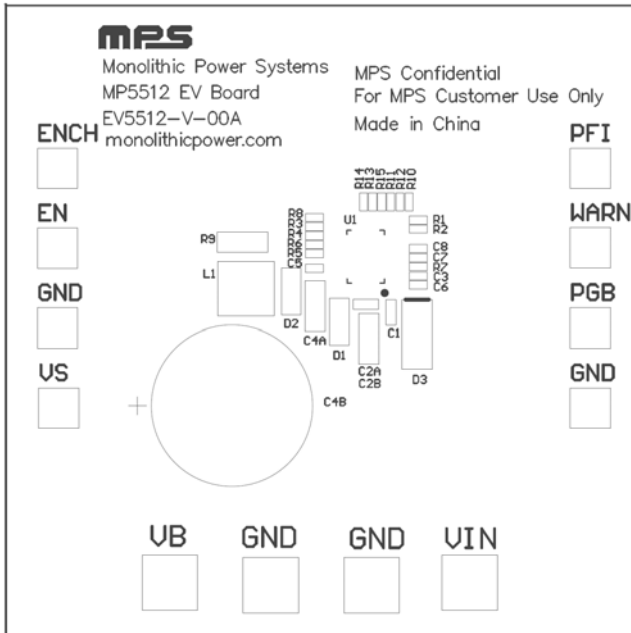 mps
Monolithic Power Systems
MP5512 EV Board
EV5512-V-00A
monolithicpower.com
MPS Confidential
For MPS Customer Use Only
Made in China
ENCH
EN
GND
VS
PFI
WARN
PGB
GND
R14
R13
R15
R11
R12
R10
U1
R8
R3
R4
R6
R5
C5
R1
R2
C8
C7
R7
C3
C6
R9
L1
D2
C4A
D1
C1
C2A
C2B
D3
C4B
VB
GND
GND
VIN